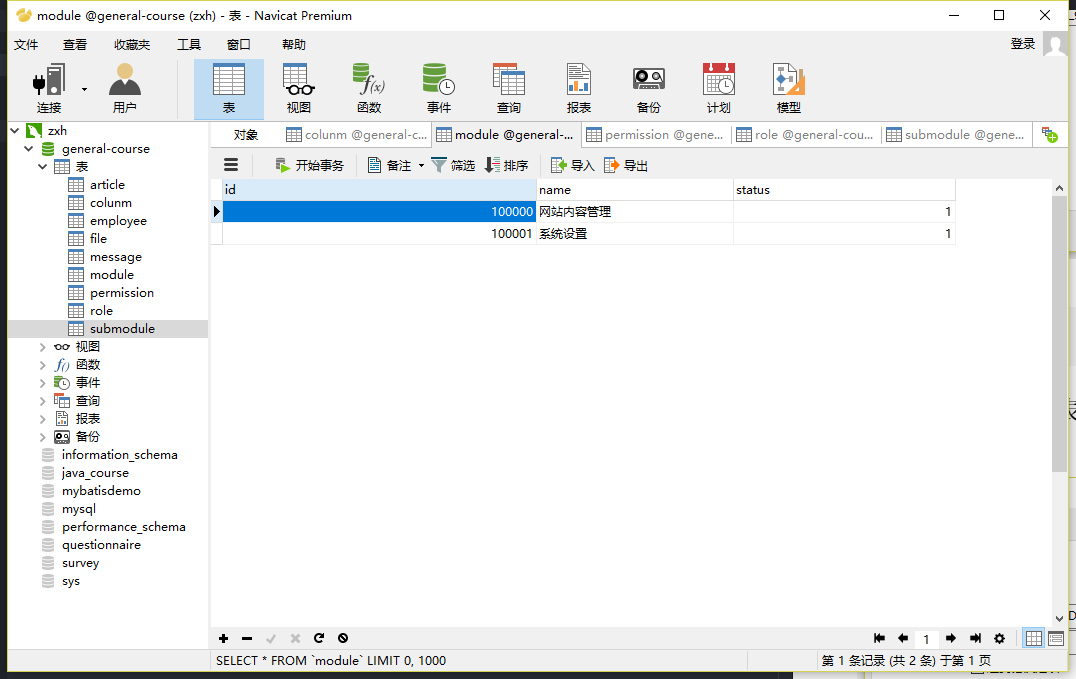 module @general-course (zxh) - 表 - Navicat Premium
文件 查看 收藏夹 工具 窗口 帮助 登录
连接 用户 表 视图 函数 事件 查询 报表 备份 计划 模型
zxh
general-course
表
article
colunm
employee
file
message
module
permission
role
submodule
视图
函数
事件
查询
报表
备份
information_schema
java_course
mybatisdemo
mysql
performance_schema
questionnaire
survey
sys
对象 colunm @general-c... module @general-... permission @gene... role @general-cou... submodule @gene...
开始事务 备注 筛选 排序 导入 导出
id name status
100000 网站内容管理 1
100001 系统设置 1
1
SELECT * FROM `module` LIMIT 0, 1000 第 1 条记录 (共 2 条) 于第 1 页